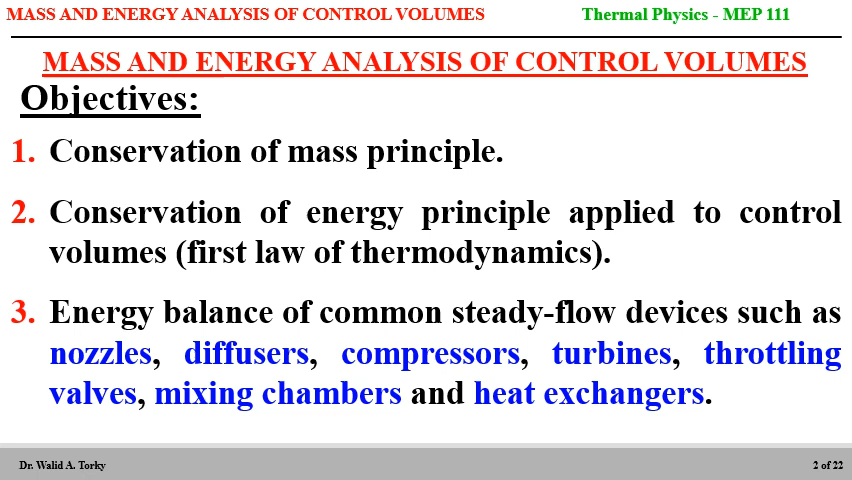 MASS AND ENERGY ANALYSIS OF CONTROL VOLUMES Thermal Physics - MEP 111
MASS AND ENERGY ANALYSIS OF CONTROL VOLUMES
Objectives:
1. Conservation of mass principle.
2. Conservation of energy principle applied to control
volumes (first law of thermodynamics).
3. Energy balance of common steady-flow devices such as
nozzles, diffusers, compressors, turbines, throttling
valves, mixing chambers and heat exchangers.
Dr. Walid A. Torky 2 of 22